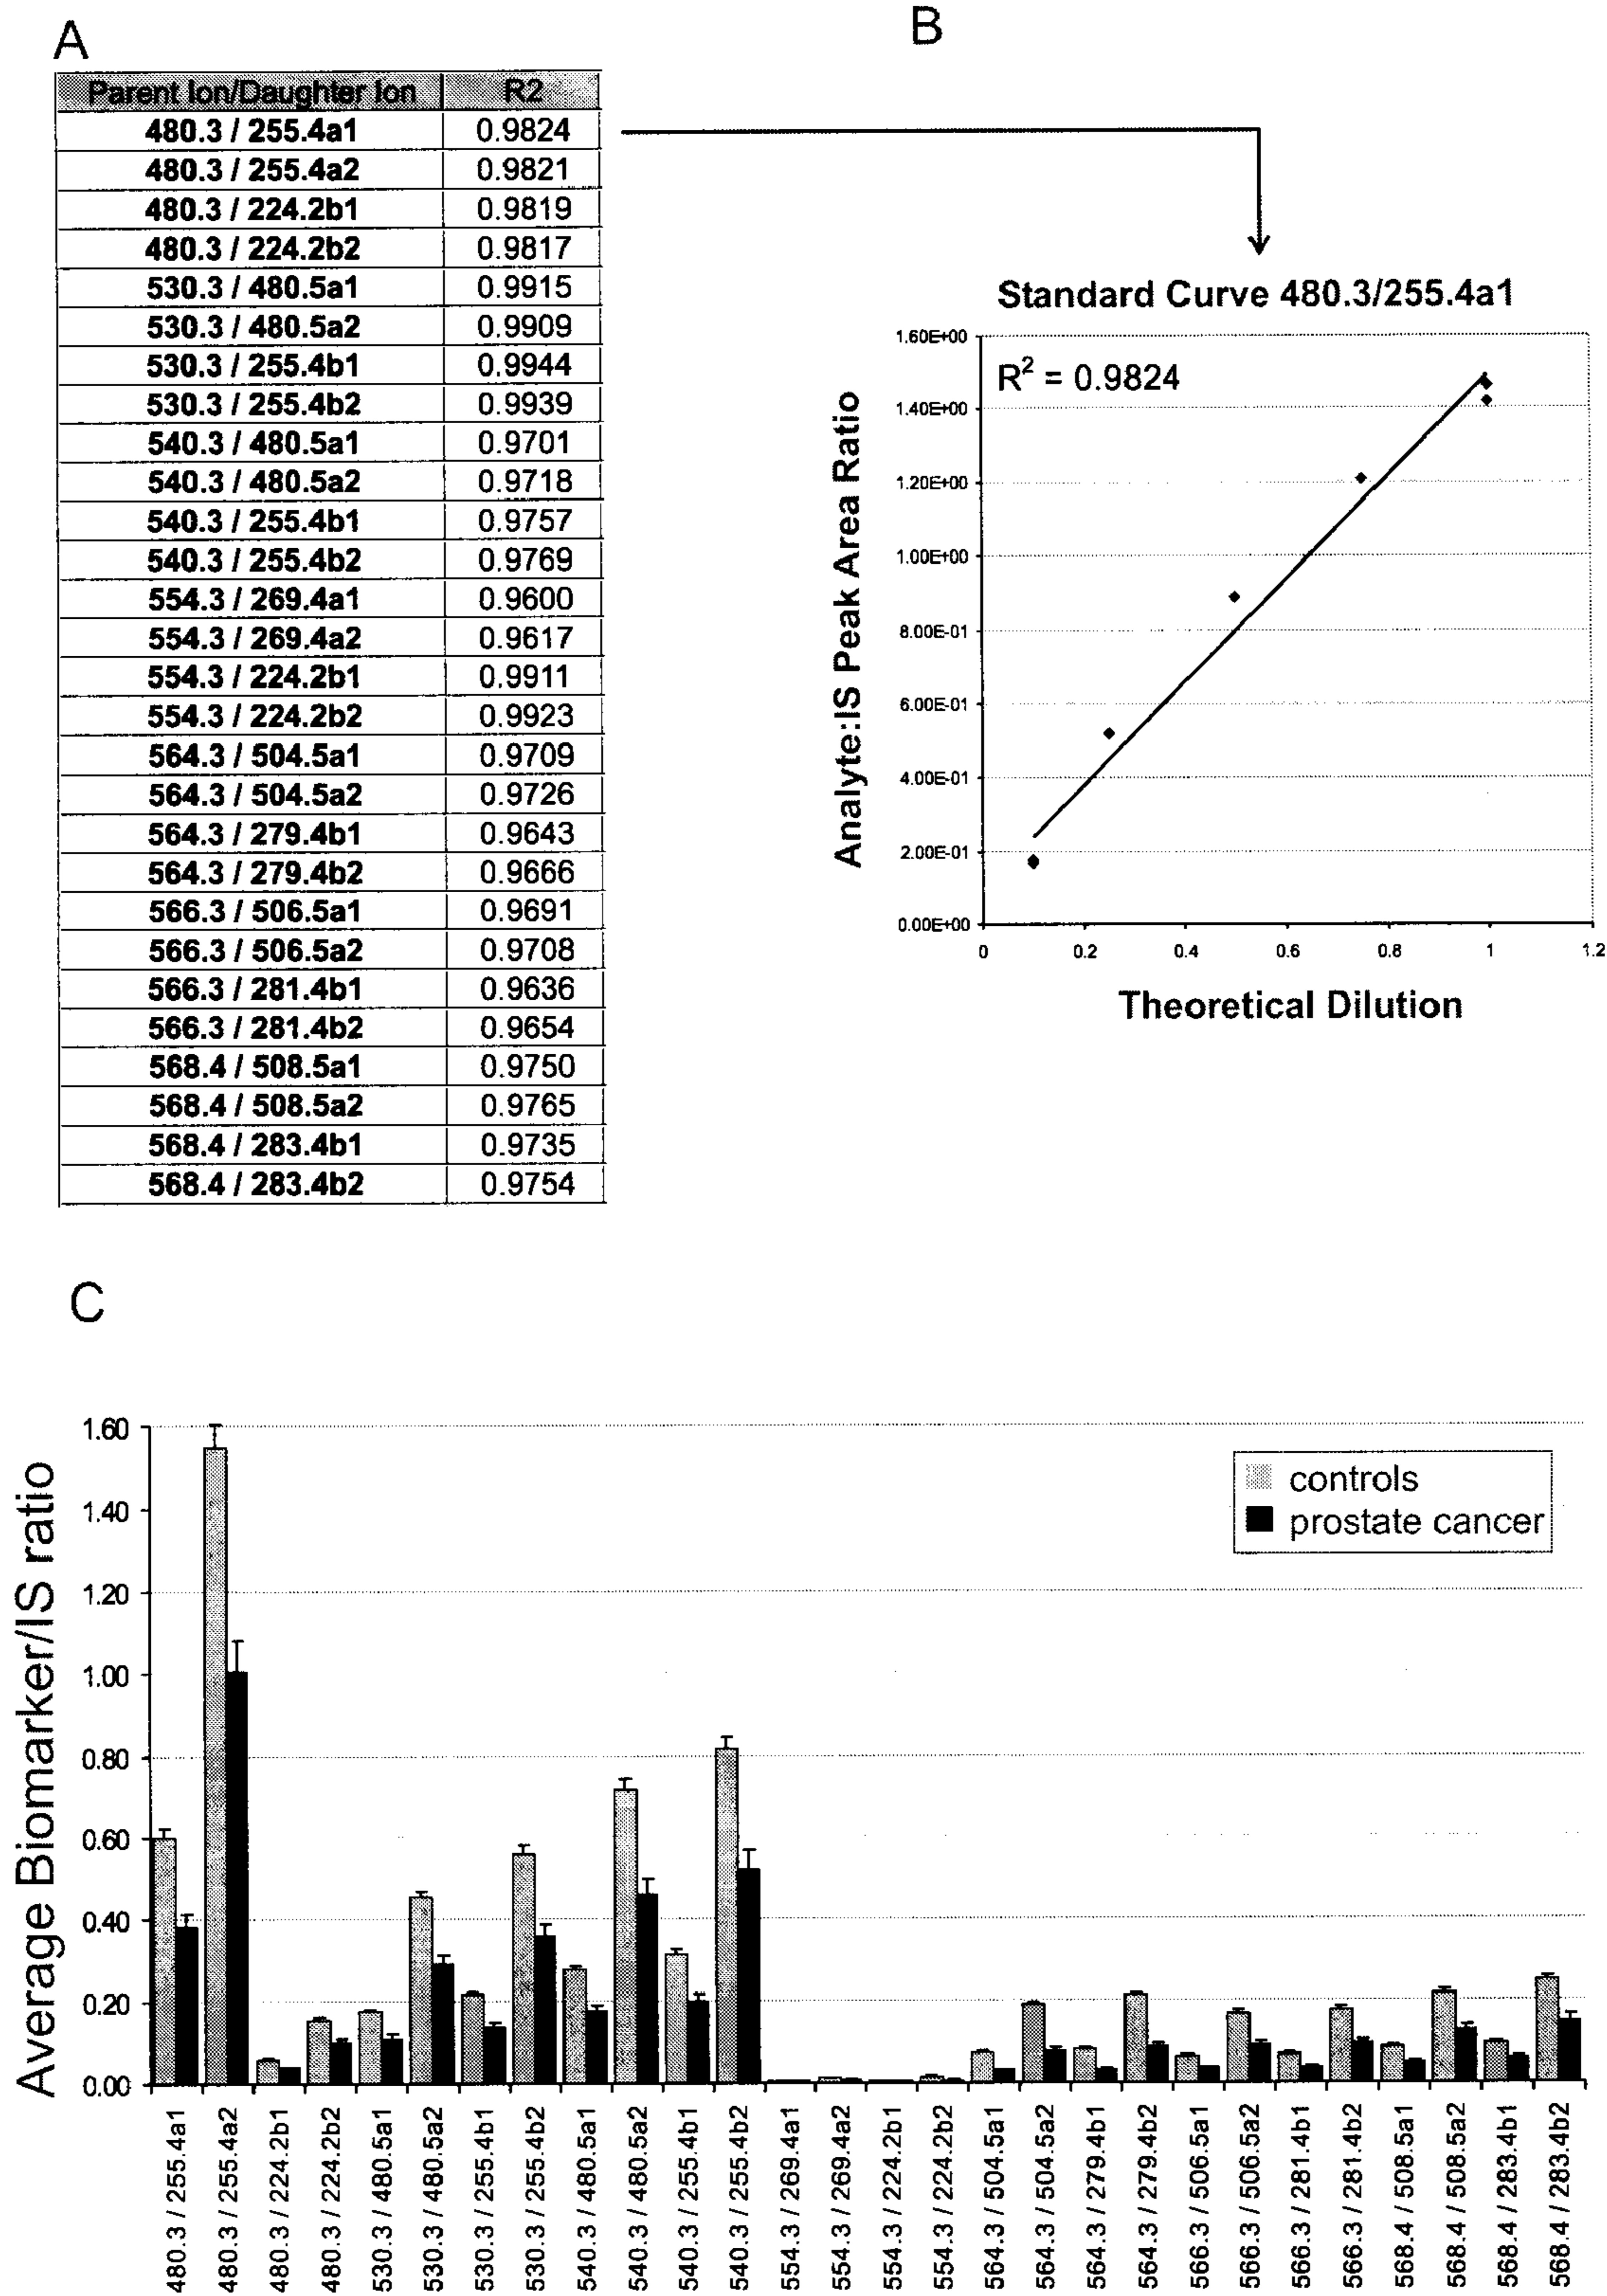 A
Parent Ion/Daughter Ion R2
480.3 / 255.4a1 0.9824
480.3 / 255.4a2 0.9821
480.3 / 224.2b1 0.9819
480.3 / 224.2b2 0.9817
530.3 / 480.5a1 0.9915
530.3 / 480.5a2 0.9909
530.3 / 255.4b1 0.9944
530.3 / 255.4b2 0.9939
540.3 / 480.5a1 0.9701
540.3 / 480.5a2 0.9718
540.3 / 255.4b1 0.9757
540.3 / 255.4b2 0.9769
554.3 / 269.4a1 0.9600
554.3 / 269.4a2 0.9617
554.3 / 224.2b1 0.9911
554.3 / 224.2b2 0.9923
564.3 / 504.5a1 0.9709
564.3 / 504.5a2 0.9726
564.3 / 279.4b1 0.9643
564.3 / 279.4b2 0.9666
566.3 / 506.5a1 0.9691
566.3 / 506.5a2 0.9708
566.3 / 281.4b1 0.9636
566.3 / 281.4b2 0.9654
568.4 / 508.5a1 0.9750
568.4 / 508.5a2 0.9765
568.4 / 283.4b1 0.9735
568.4 / 283.4b2 0.9754
B
Standard Curve 480.3/255.4a1
R² = 0.9824
Analyte:IS Peak Area Ratio
1.60E+00
1.40E+00
1.20E+00
1.00E+00
8.00E-01
6.00E-01
4.00E-01
2.00E-01
0.00E+00
0 0.2 0.4 0.6 0.8 1 1.2
Theoretical Dilution
C
Average Biomarker/IS ratio
1.60
1.40
1.20
1.00
0.80
0.60
0.40
0.20
0.00
controls
prostate cancer
480.3 / 255.4a1
480.3 / 255.4a2
480.3 / 224.2b1
480.3 / 224.2b2
530.3 / 480.5a1
530.3 / 480.5a2
530.3 / 255.4b1
530.3 / 255.4b2
540.3 / 480.5a1
540.3 / 480.5a2
540.3 / 255.4b1
540.3 / 255.4b2
554.3 / 269.4a1
554.3 / 269.4a2
554.3 / 224.2b1
554.3 / 224.2b2
564.3 / 504.5a1
564.3 / 504.5a2
564.3 / 279.4b1
564.3 / 279.4b2
566.3 / 506.5a1
566.3 / 506.5a2
566.3 / 281.4b1
566.3 / 281.4b2
568.4 / 508.5a1
568.4 / 508.5a2
568.4 / 283.4b1
568.4 / 283.4b2